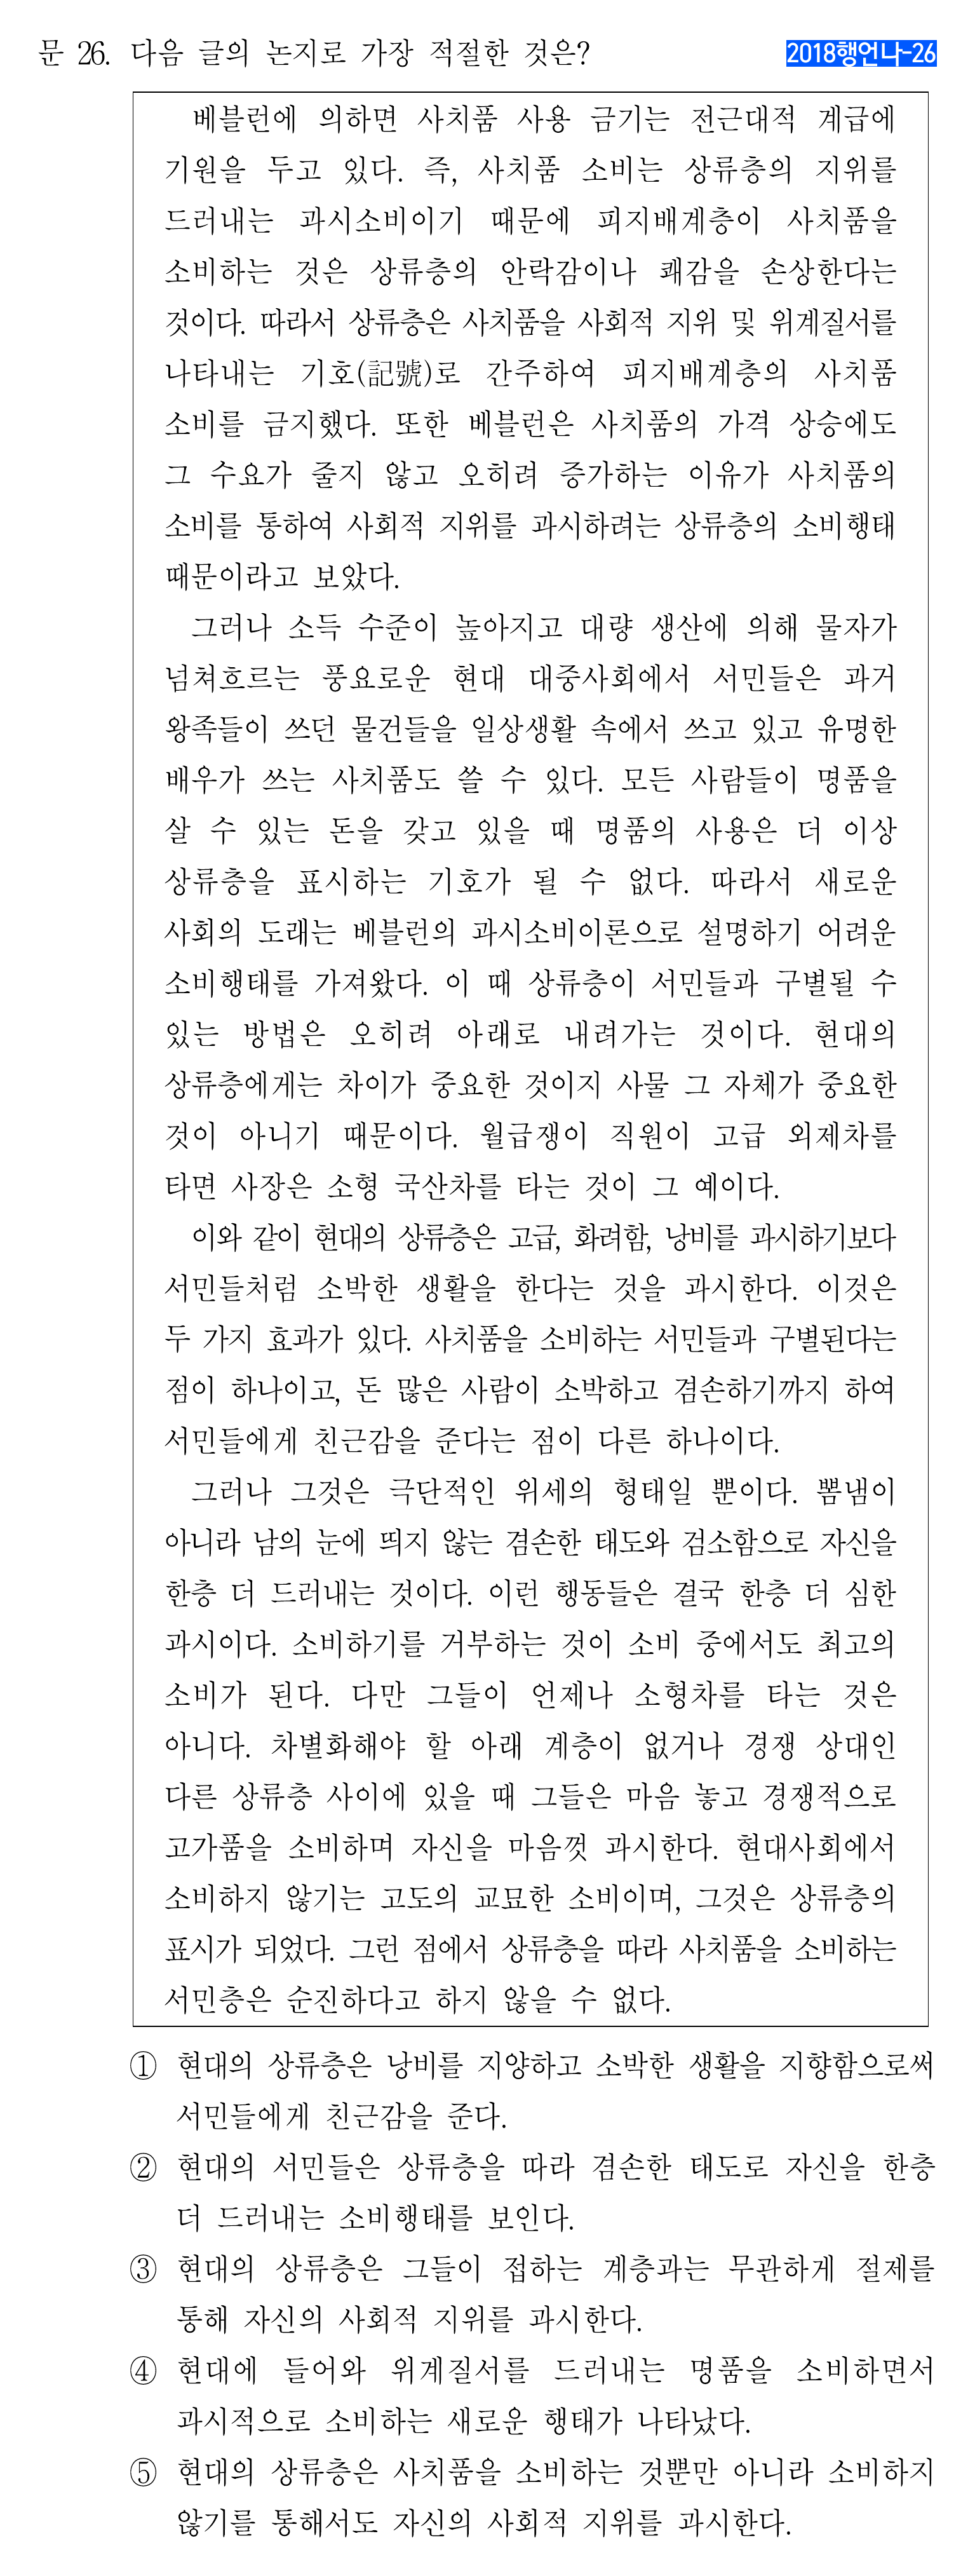 문 26. 다음 글의 논지로 가장 적절한 것은?
2018행언나-26
베블런에 의하면 사치품 사용 금기는 전근대적 계급에
기원을 두고 있다. 즉, 사치품 소비는 상류층의 지위를
드러내는 과시소비이기 때문에 피지배계층이 사치품을
소비하는 것은 상류층의 안락감이나 쾌감을 손상한다는
것이다. 따라서 상류층은 사치품을 사회적 지위 및 위계질서를
나타내는 기호(記號)로 간주하여 피지배계층의 사치품
소비를 금지했다. 또한 베블런은 사치품의 가격 상승에도
그 수요가 줄지 않고 오히려 증가하는 이유가 사치품의
소비를 통하여 사회적 지위를 과시하려는 상류층의 소비행태
때문이라고 보았다.
그러나 소득 수준이 높아지고 대량 생산에 의해 물자가
넘쳐흐르는 풍요로운 현대 대중사회에서 서민들은 과거
왕족들이 쓰던 물건들을 일상생활 속에서 쓰고 있고 유명한
배우가 쓰는 사치품도 쓸 수 있다. 모든 사람들이 명품을
살 수 있는 돈을 갖고 있을 때 명품의 사용은 더 이상
상류층을 표시하는 기호가 될 수 없다. 따라서 새로운
사회의 도래는 베블런의 과시소비이론으로 설명하기 어려운
소비행태를 가져왔다. 이 때 상류층이 서민들과 구별될 수
있는 방법은 오히려 아래로 내려가는 것이다. 현대의
상류층에게는 차이가 중요한 것이지 사물 그 자체가 중요한
것이 아니기 때문이다. 월급쟁이 직원이 고급 외제차를
타면 사장은 소형 국산차를 타는 것이 그 예이다.
이와 같이 현대의 상류층은 고급, 화려함, 낭비를 과시하기보다
서민들처럼 소박한 생활을 한다는 것을 과시한다. 이것은
두 가지 효과가 있다. 사치품을 소비하는 서민들과 구별된다는
점이 하나이고, 돈 많은 사람이 소박하고 겸손하기까지 하여
서민들에게 친근감을 준다는 점이 다른 하나이다.
그러나 그것은 극단적인 위세의 형태일 뿐이다. 뽐냄이
아니라 남의 눈에 띄지 않는 겸손한 태도와 검소함으로 자신을
한층 더 드러내는 것이다. 이런 행동들은 결국 한층 더 심한
과시이다. 소비하기를 거부하는 것이 소비 중에서도 최고의
소비가 된다. 다만 그들이 언제나 소형차를 타는 것은
아니다. 차별화해야 할 아래 계층이 없거나 경쟁 상대인
다른 상류층 사이에 있을 때 그들은 마음 놓고 경쟁적으로
고가품을 소비하며 자신을 마음껏 과시한다. 현대사회에서
소비하지 않기는 고도의 교묘한 소비이며, 그것은 상류층의
표시가 되었다. 그런 점에서 상류층을 따라 사치품을 소비하는
서민층은 순진하다고 하지 않을 수 없다.
① 현대의 상류층은 낭비를 지양하고 소박한 생활을 지향함으로써
서민들에게 친근감을 준다.
② 현대의 서민들은 상류층을 따라 겸손한 태도로 자신을 한층
더 드러내는 소비행태를 보인다.
③ 현대의 상류층은 그들이 접하는 계층과는 무관하게 절제를
통해 자신의 사회적 지위를 과시한다.
④ 현대에 들어와 위계질서를 드러내는 명품을 소비하면서
과시적으로 소비하는 새로운 행태가 나타났다.
⑤ 현대의 상류층은 사치품을 소비하는 것뿐만 아니라 소비하지
않기를 통해서도 자신의 사회적 지위를 과시한다.